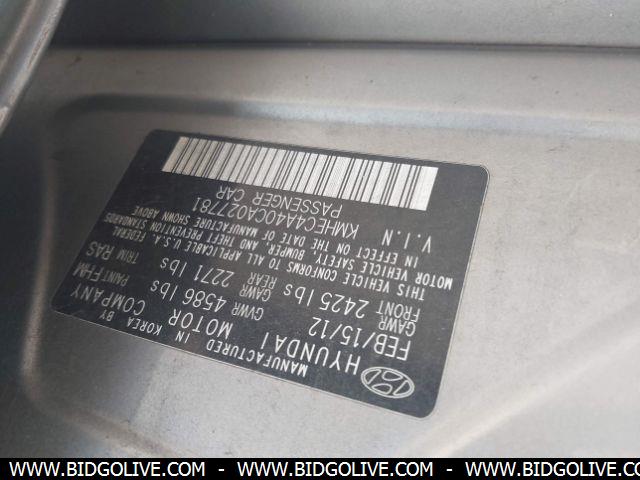 MANUFACTURED IN KOREA BY
HYUNDAI MOTOR COMPANY
FEB/15/12 GVWR 4586 lbs PAINT FHM
GAWR FRONT 2425 lbs GAWR REAR 2271 lbs TRIM RAS
THIS VEHICLE CONFORMS TO ALL APPLICABLE U.S.A. FEDERAL
MOTOR VEHICLE SAFETY, BUMPER, AND THEFT PREVENTION STANDARDS
IN EFFECT ON THE DATE OF MANUFACTURE SHOWN ABOVE
V.I.N KMHEC4A40CA027781
PASSENGER CAR
WWW.BIDGOLIVE.COM - WWW.BIDGOLIVE.COM - WWW.BIDGOLIVE.COM